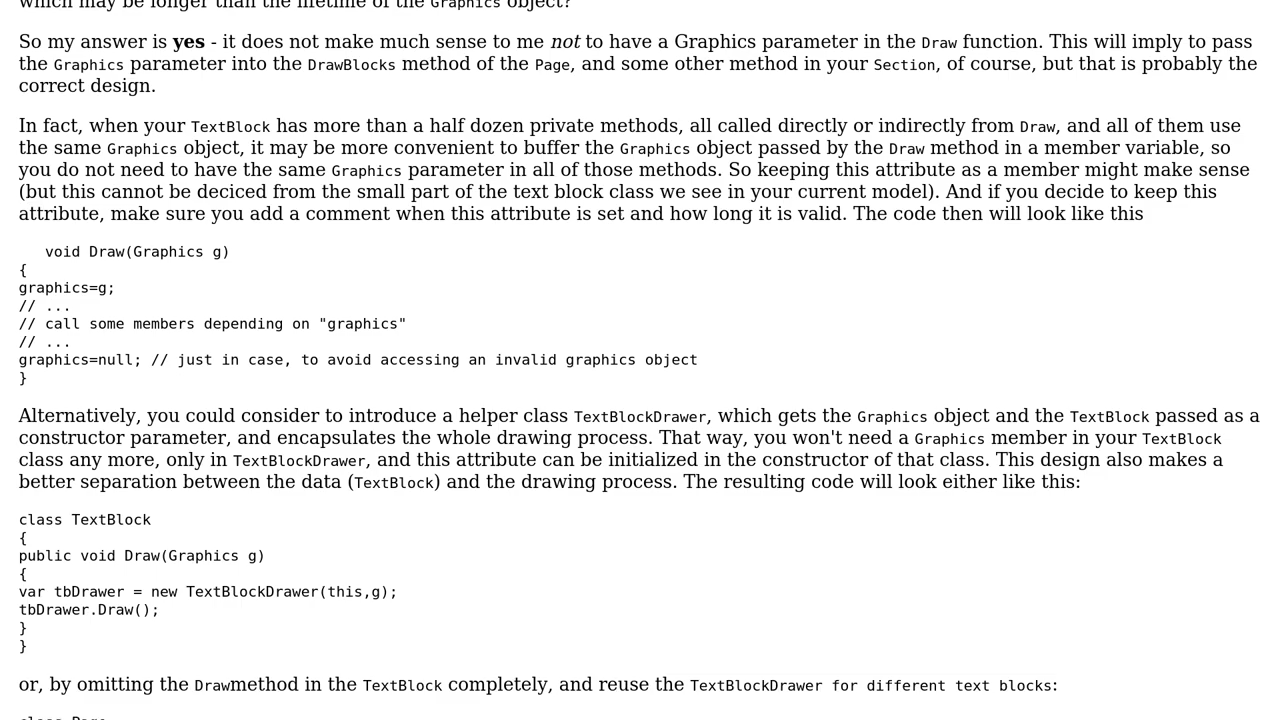 which may be longer than the lifetime of the Graphics object?
So my answer is yes - it does not make much sense to me not to have a Graphics parameter in the Draw function. This will imply to pass
the Graphics parameter into the DrawBlocks method of the Page, and some other method in your Section, of course, but that is probably the
correct design.
In fact, when your TextBlock has more than a half dozen private methods, all called directly or indirectly from Draw, and all of them use
the same Graphics object, it may be more convenient to buffer the Graphics object passed by the Draw method in a member variable, so
you do not need to have the same Graphics parameter in all of those methods. So keeping this attribute as a member might make sense
(but this cannot be deciced from the small part of the text block class we see in your current model). And if you decide to keep this
attribute, make sure you add a comment when this attribute is set and how long it is valid. The code then will look like this
void Draw(Graphics g)
{
graphics=g;
// ...
// call some members depending on "graphics"
// ...
graphics=null; // just in case, to avoid accessing an invalid graphics object
}
Alternatively, you could consider to introduce a helper class TextBlockDrawer, which gets the Graphics object and the TextBlock passed as a
constructor parameter, and encapsulates the whole drawing process. That way, you won't need a Graphics member in your TextBlock
class any more, only in TextBlockDrawer, and this attribute can be initialized in the constructor of that class. This design also makes a
better separation between the data (TextBlock) and the drawing process. The resulting code will look either like this:
class TextBlock
{
public void Draw(Graphics g)
{
var tbDrawer = new TextBlockDrawer(this,g);
tbDrawer.Draw();
}
}
or, by omitting the Drawmethod in the TextBlock completely, and reuse the TextBlockDrawer for different text blocks:
class Page